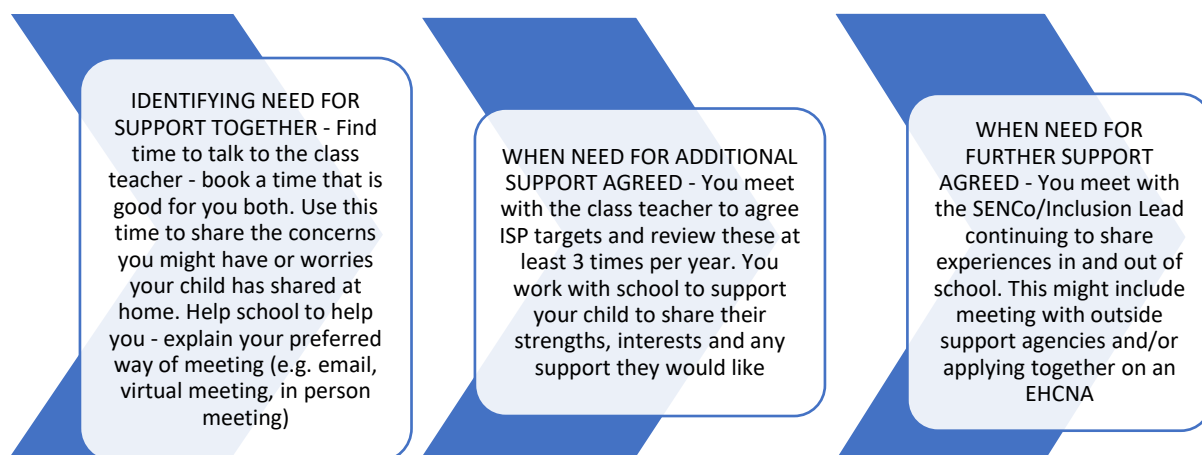 IDENTIFYING NEED FOR
SUPPORT TOGETHER - Find
time to talk to the class
teacher - book a time that is
good for you both. Use this
time to share the concerns
you might have or worries
your child has shared at
home. Help school to help
you - explain your preferred
way of meeting (e.g. email,
virtual meeting, in person
meeting)
WHEN NEED FOR ADDITIONAL
SUPPORT AGREED - You meet
with the class teacher to agree
ISP targets and review these at
least 3 times per year. You
work with school to support
your child to share their
strengths, interests and any
support they would like
WHEN NEED FOR
FURTHER SUPPORT
AGREED - You meet with
the SENCo/Inclusion Lead
continuing to share
experiences in and out of
school. This might include
meeting with outside
support agencies and/or
applying together on an
EHCNA